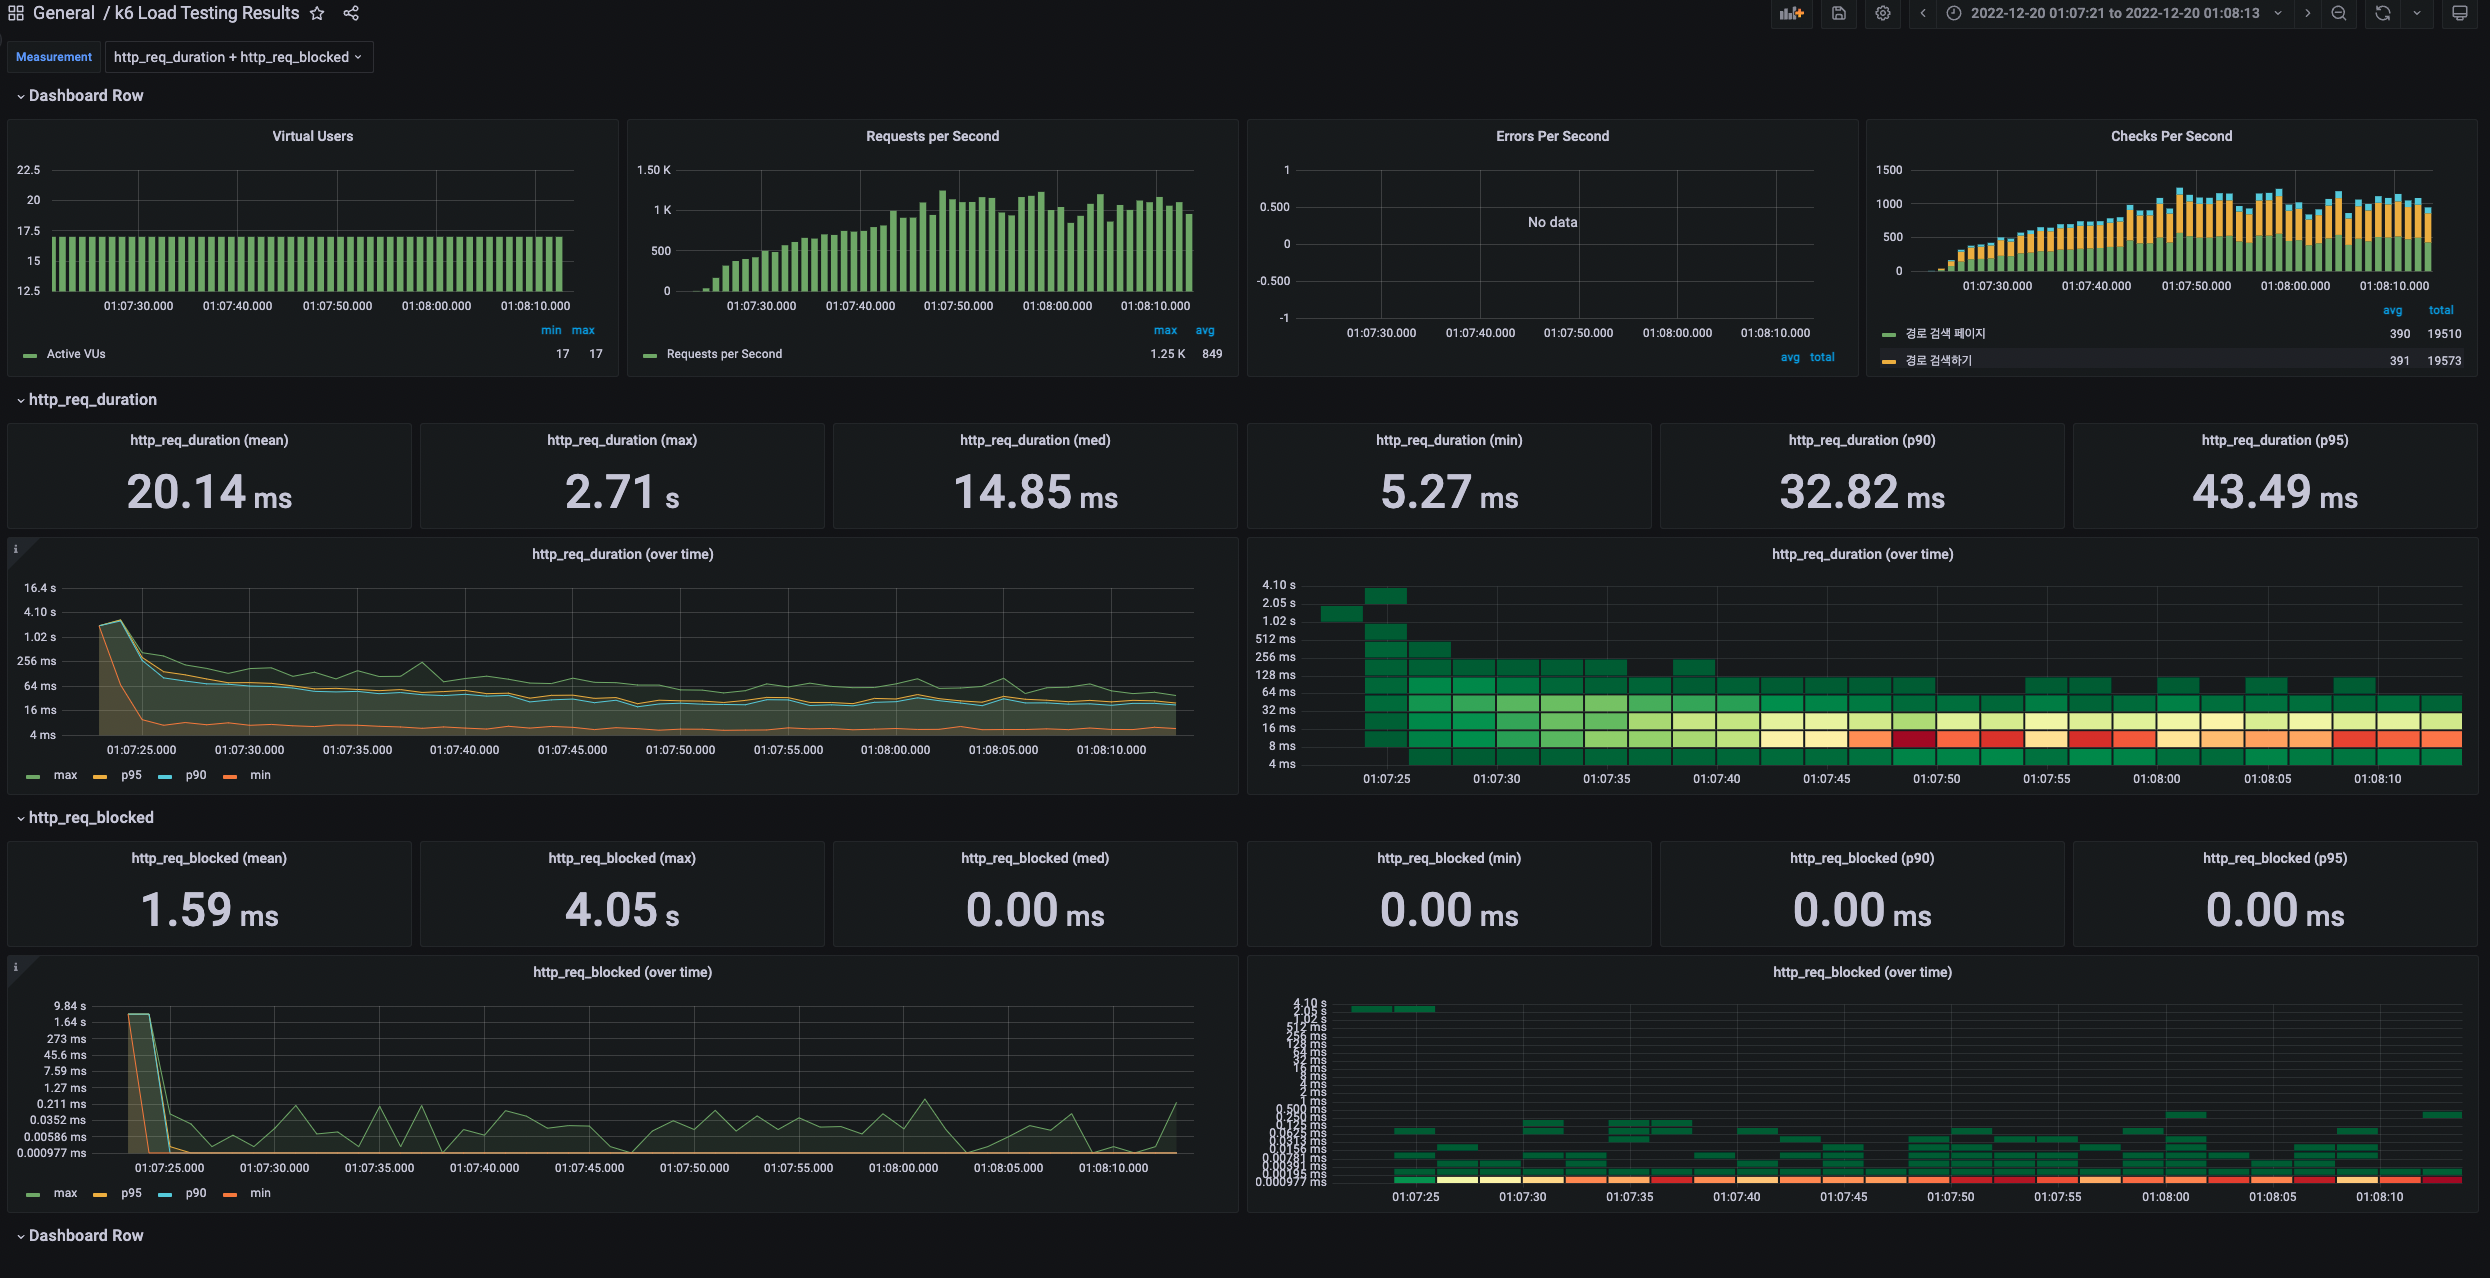 General / k6 Load Testing Results
2022-12-20 01:07:21 to 2022-12-20 01:08:13
Measurement http_req_duration + http_req_blocked
Dashboard Row
Virtual Users
22.5
20
17.5
15
12.5
01:07:30.000 01:07:40.000 01:07:50.000 01:08:00.000 01:08:10.000
min max
Active VUs 17 17
Requests per Second
1.50 K
1 K
500
0
01:07:30.000 01:07:40.000 01:07:50.000 01:08:00.000 01:08:10.000
max avg
Requests per Second 1.25 K 849
Errors Per Second
1
0.500
0
-0.500
-1
No data
01:07:30.000 01:07:40.000 01:07:50.000 01:08:00.000 01:08:10.000
avg total
Checks Per Second
1500
1000
500
0
01:07:30.000 01:07:40.000 01:07:50.000 01:08:00.000 01:08:10.000
avg total
경로 검색 페이지 390 19510
경로 검색하기 391 19573
http_req_duration
http_req_duration (mean)
20.14 ms
http_req_duration (max)
2.71 s
http_req_duration (med)
14.85 ms
http_req_duration (min)
5.27 ms
http_req_duration (p90)
32.82 ms
http_req_duration (p95)
43.49 ms
http_req_duration (over time)
16.4 s
4.10 s
1.02 s
256 ms
64 ms
16 ms
4 ms
01:07:25.000 01:07:30.000 01:07:35.000 01:07:40.000 01:07:45.000 01:07:50.000 01:07:55.000 01:08:00.000 01:08:05.000 01:08:10.000
max p95 p90 min
http_req_duration (over time)
4.10 s
2.05 s
1.02 s
512 ms
256 ms
128 ms
64 ms
32 ms
16 ms
8 ms
4 ms
01:07:25 01:07:30 01:07:35 01:07:40 01:07:45 01:07:50 01:07:55 01:08:00 01:08:05 01:08:10
http_req_blocked
http_req_blocked (mean)
1.59 ms
http_req_blocked (max)
4.05 s
http_req_blocked (med)
0.00 ms
http_req_blocked (min)
0.00 ms
http_req_blocked (p90)
0.00 ms
http_req_blocked (p95)
0.00 ms
http_req_blocked (over time)
9.84 s
1.64 s
273 ms
45.6 ms
7.59 ms
1.27 ms
0.211 ms
0.0352 ms
0.00586 ms
0.000977 ms
01:07:25.000 01:07:30.000 01:07:35.000 01:07:40.000 01:07:45.000 01:07:50.000 01:07:55.000 01:08:00.000 01:08:05.000 01:08:10.000
max p95 p90 min
http_req_blocked (over time)
4.10 s
2.05 s
1.02 s
512 ms
256 ms
128 ms
64 ms
32 ms
16 ms
8 ms
4 ms
2 ms
1 ms
0.500 ms
0.250 ms
0.125 ms
0.0625 ms
0.0313 ms
0.0156 ms
0.00781 ms
0.00391 ms
0.00195 ms
0.000977 ms
01:07:25 01:07:30 01:07:35 01:07:40 01:07:45 01:07:50 01:07:55 01:08:00 01:08:05 01:08:10
Dashboard Row